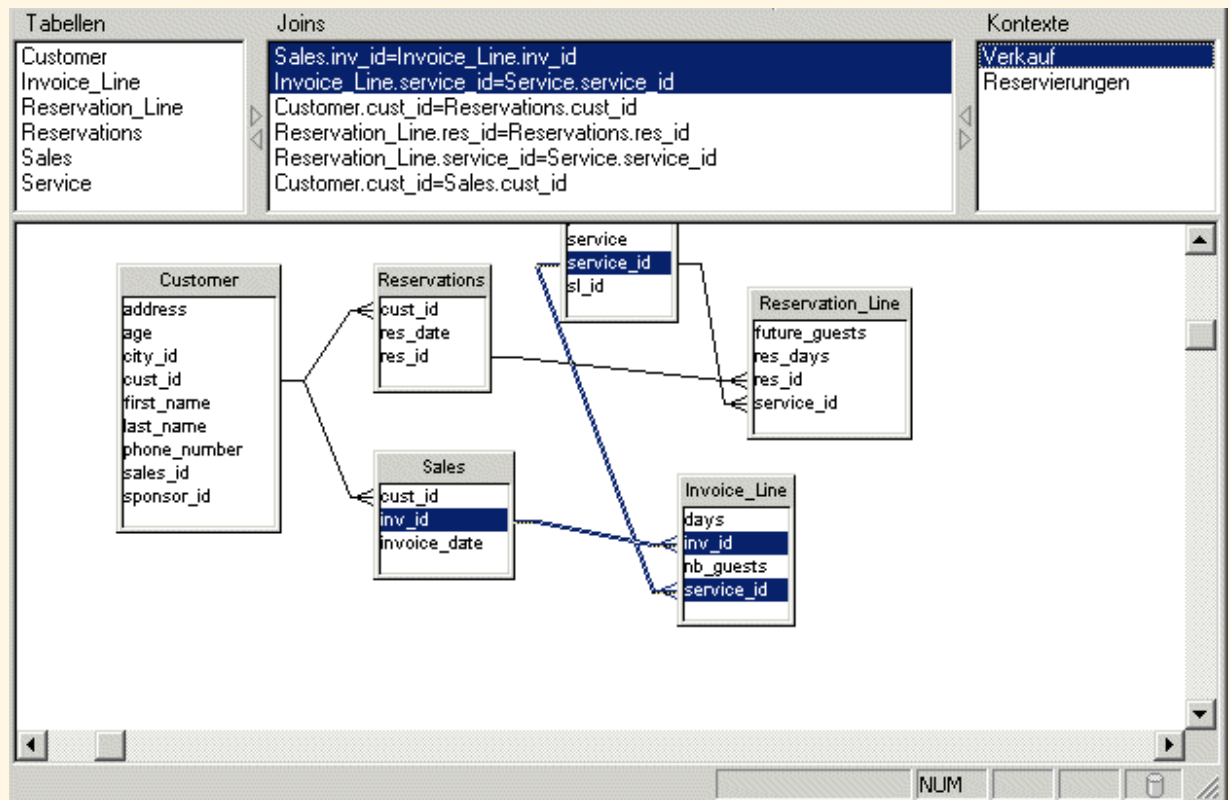 Tabellen
Joins
Kontexte
Customer
Invoice_Line
Reservation_Line
Reservations
Sales
Service
Sales.inv_id=Invoice_Line.inv_id
Invoice_Line.service_id=Service.service_id
Customer.cust_id=Reservations.cust_id
Reservation_Line.res_id=Reservations.res_id
Reservation_Line.service_id=Service.service_id
Customer.cust_id=Sales.cust_id
Verkauf
Reservierungen
Customer
address
age
city_id
cust_id
first_name
last_name
phone_number
sales_id
sponsor_id
Reservations
cust_id
res_date
res_id
service
service_id
sl_id
Reservation_Line
future_guests
res_days
res_id
service_id
Sales
cust_id
inv_id
invoice_date
Invoice_Line
days
inv_id
nb_guests
service_id
NUM